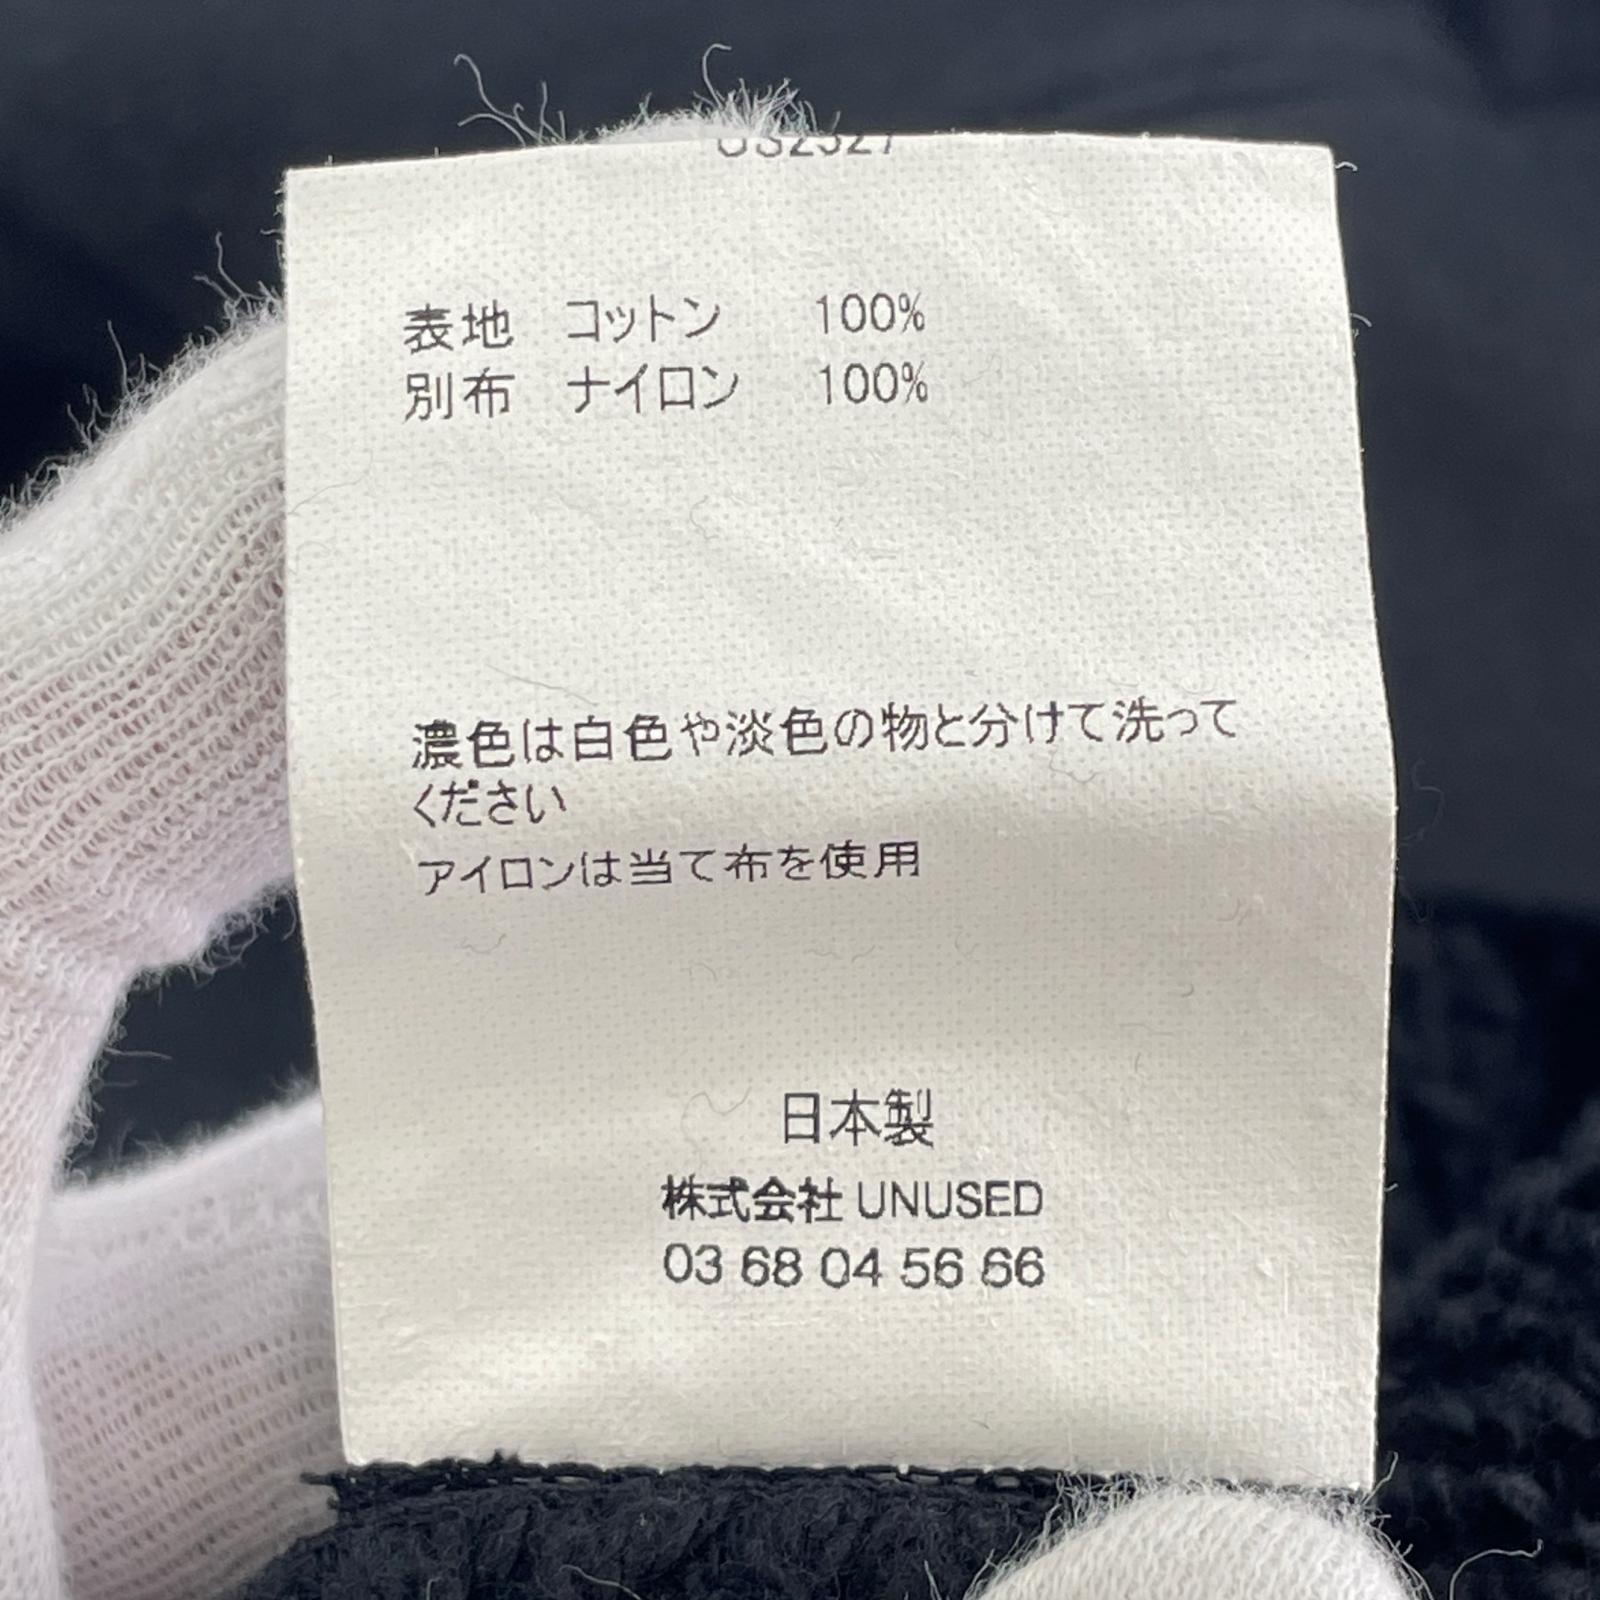 US2327
表地 コットン 100%
別布 ナイロン 100%
濃色は白色や淡色の物と分けて洗って
ください
アイロンは当て布を使用
日本製
株式会社 UNUSED
03 68 04 56 66